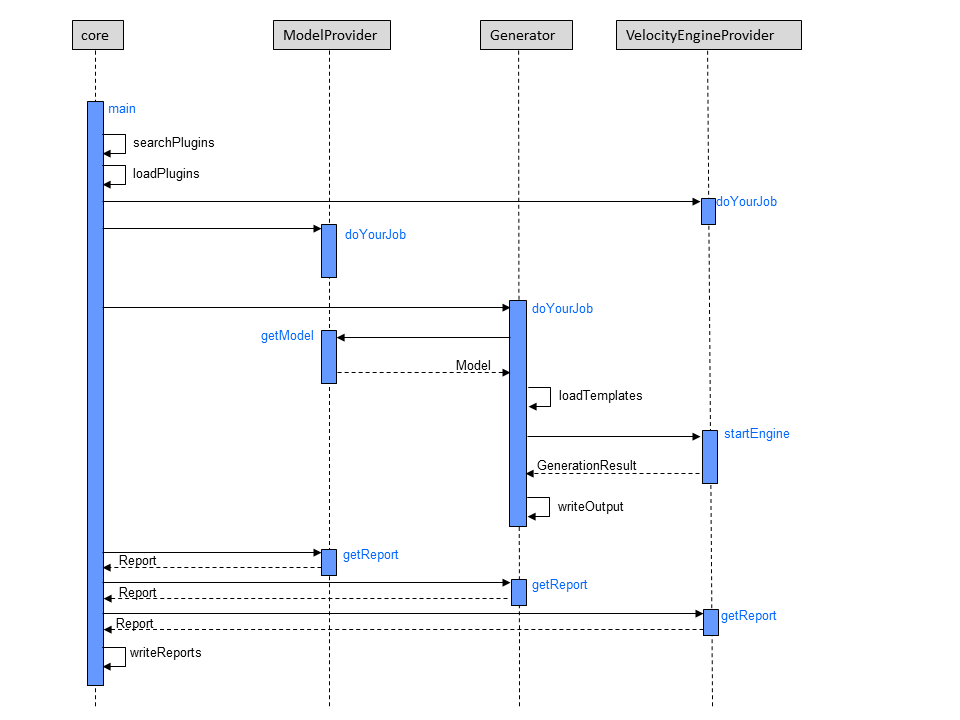 core
ModelProvider
Generator
VelocityEngineProvider
main
searchPlugins
loadPlugins
doYourJob
doYourJob
doYourJob
getModel
Model
loadTemplates
startEngine
GenerationResult
writeOutput
getReport
Report
getReport
Report
getReport
Report
writeReports